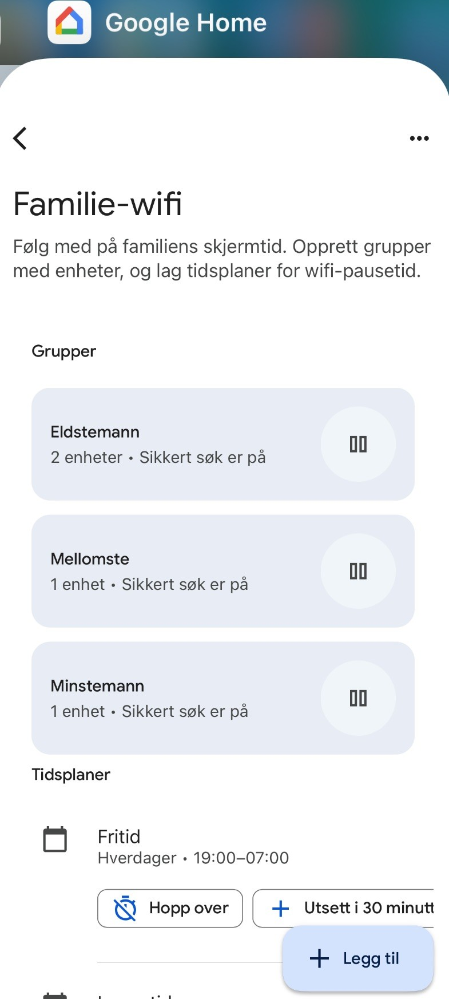 Google Home
Familie-wifi
Følg med på familiens skjermtid. Opprett grupper
med enheter, og lag tidsplaner for wifi-pausetid.
Grupper
Eldstemann
2 enheter • Sikkert søk er på
Mellomste
1 enhet • Sikkert søk er på
Minstemann
1 enhet • Sikkert søk er på
Tidsplaner
Fritid
Hverdager • 19:00–07:00
Hopp over
Utsett i 30 minutt
Legg til